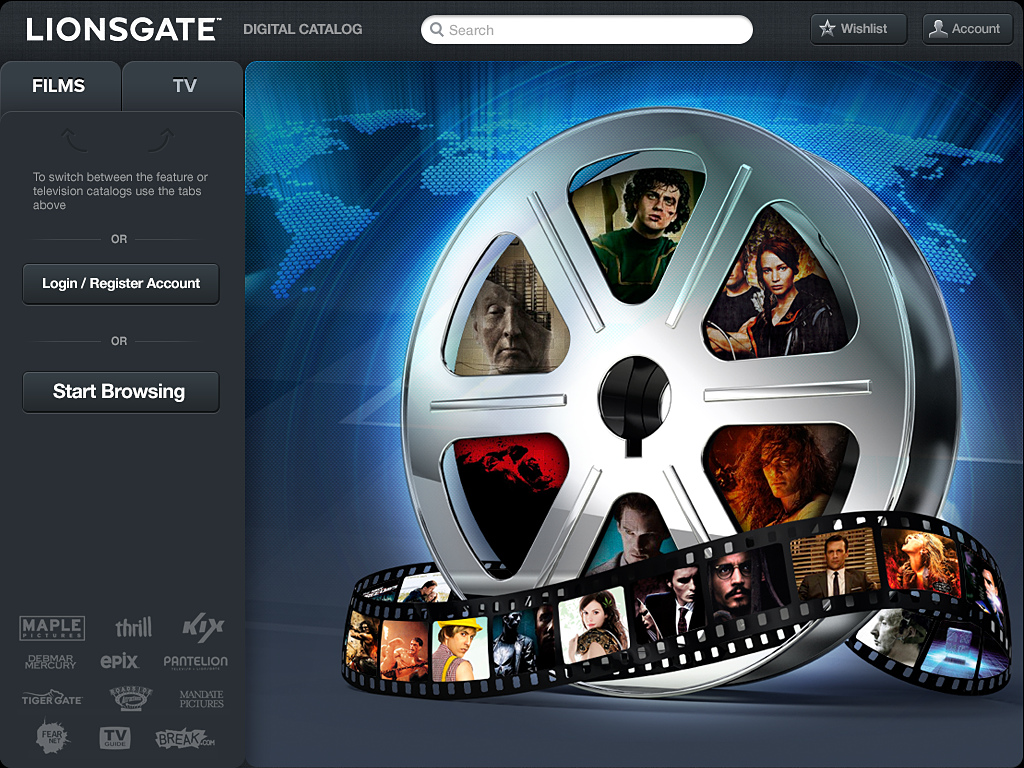 LIONSGATE™ DIGITAL CATALOG
Search
Wishlist
Account
FILMS
TV
To switch between the feature or
television catalogs use the tabs
above
OR
Login / Register Account
OR
Start Browsing
MAPLE
PICTURES
thrill
KIX
DEBMAR
MERCURY
epix
PANTELION
TIGER GATE
ROADSIDE
MANDATE
PICTURES
FEAR
NET
TV
GUIDE
BREAK.COM